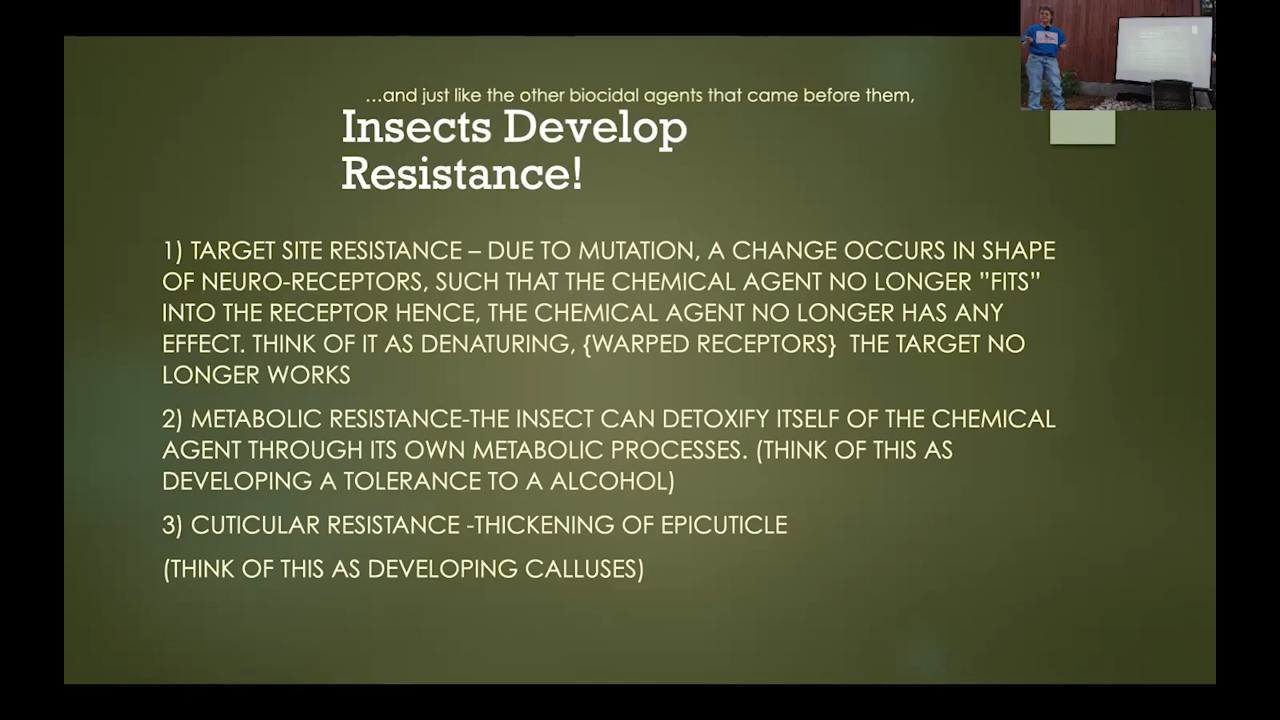 …and just like the other biocidal agents that came before them,
Insects Develop
Resistance!
1) TARGET SITE RESISTANCE – DUE TO MUTATION, A CHANGE OCCURS IN SHAPE
OF NEURO-RECEPTORS, SUCH THAT THE CHEMICAL AGENT NO LONGER ”FITS”
INTO THE RECEPTOR HENCE, THE CHEMICAL AGENT NO LONGER HAS ANY
EFFECT. THINK OF IT AS DENATURING, {WARPED RECEPTORS} THE TARGET NO
LONGER WORKS
2) METABOLIC RESISTANCE-THE INSECT CAN DETOXIFY ITSELF OF THE CHEMICAL
AGENT THROUGH ITS OWN METABOLIC PROCESSES. (THINK OF THIS AS
DEVELOPING A TOLERANCE TO A ALCOHOL)
3) CUTICULAR RESISTANCE -THICKENING OF EPICUTICLE
(THINK OF THIS AS DEVELOPING CALLUSES)